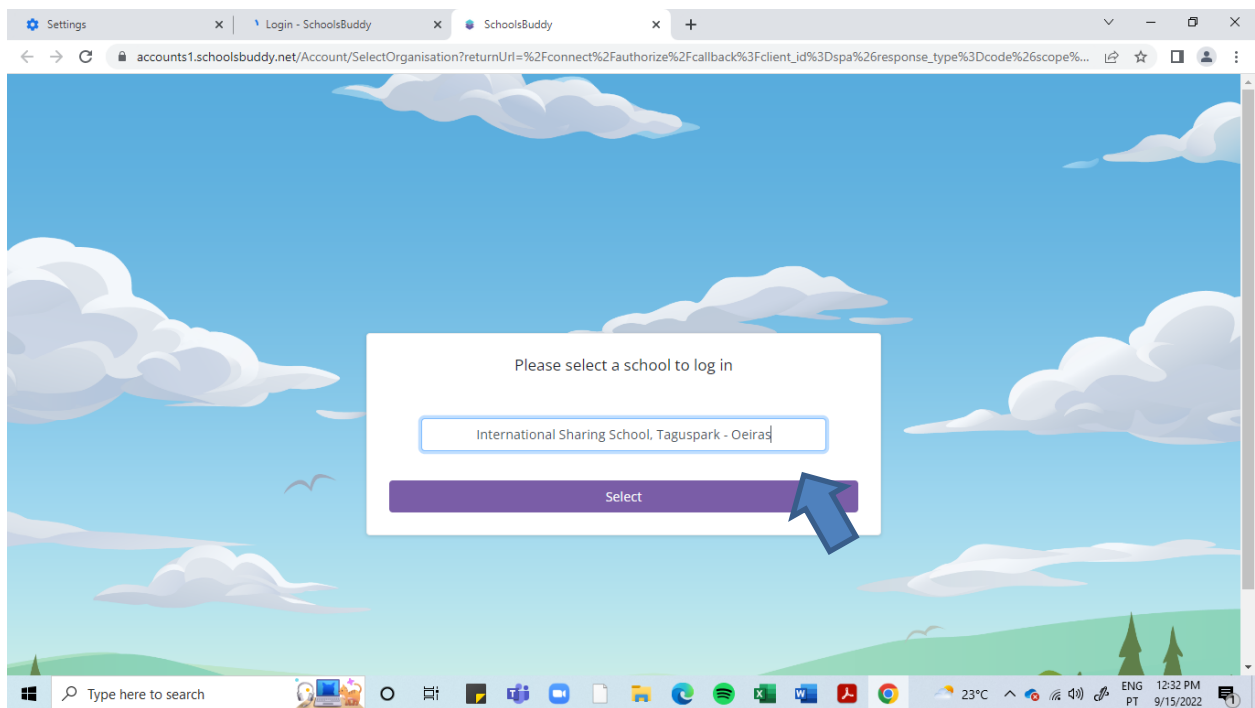 Settings
Login - SchoolsBuddy
SchoolsBuddy
accounts1.schoolsbuddy.net/Account/SelectOrganisation?returnUrl=%2Fconnect%2Fauthorize%2Fcallback%3Fclient_id%3Dspa%26response_type%3Dcode%26scope%...
Please select a school to log in
International Sharing School, Taguspark - Oeiras
Select
Type here to search
23°C
ENG
PT
12:32 PM
9/15/2022
1